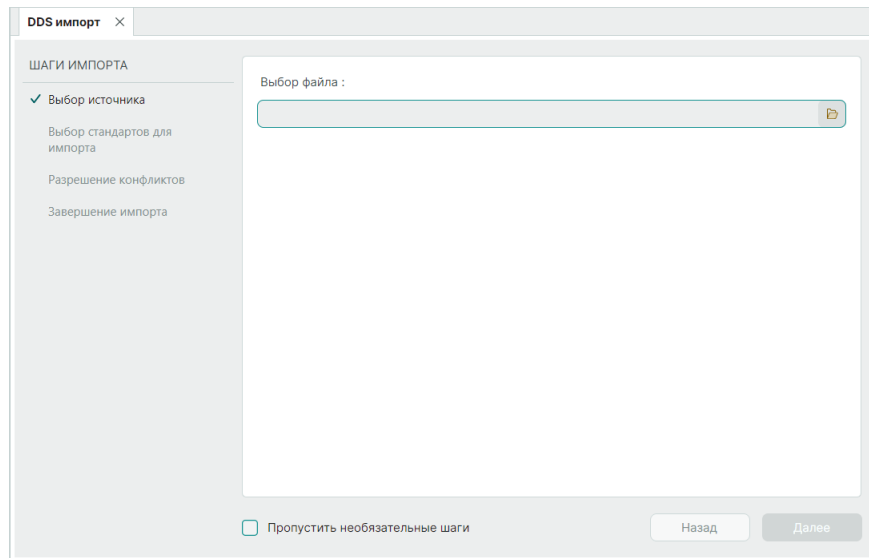 DDS импорт
ШАГИ ИМПОРТА
Выбор источника
Выбор стандартов для
импорта
Разрешение конфликтов
Завершение импорта
Выбор файла :
Пропустить необязательные шаги
Назад
Далее